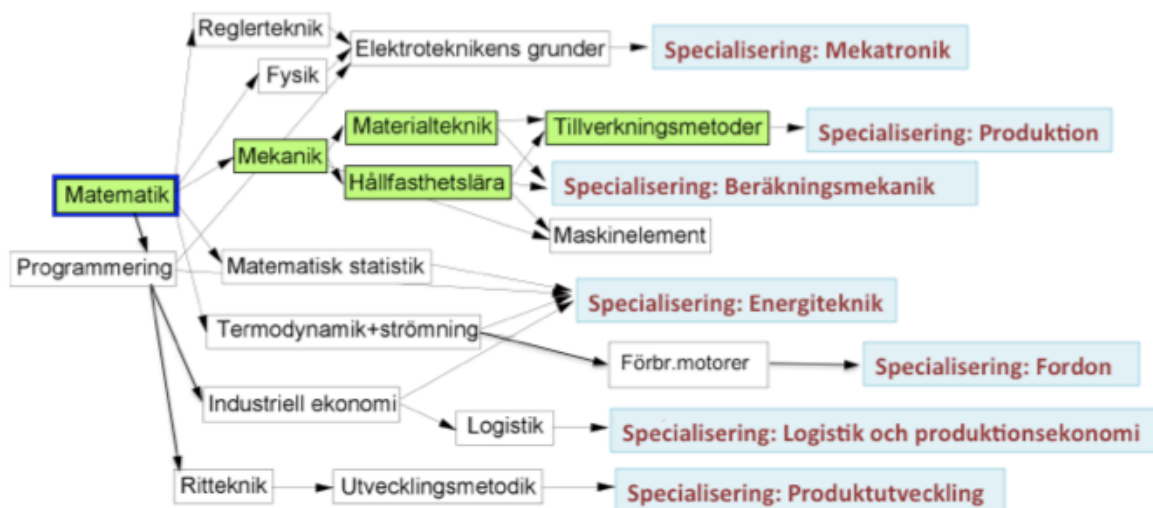 Reglerteknik
Elektroteknikens grunder
Specialisering: Mekatronik
Fysik
Materialteknik
Tillverkningsmetoder
Specialisering: Produktion
Mekanik
Hållfasthetslära
Specialisering: Beräkningsmekanik
Matematik
Maskinelement
Programmering
Matematisk statistik
Specialisering: Energiteknik
Termodynamik+strömning
Förbr.motorer
Specialisering: Fordon
Industriell ekonomi
Logistik
Specialisering: Logistik och produktionsekonomi
Ritteknik
Utvecklingsmetodik
Specialisering: Produktutveckling